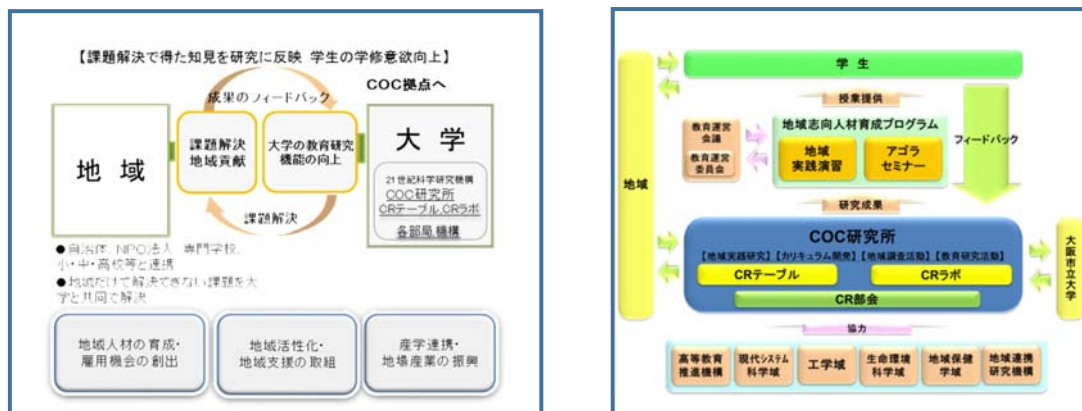 【課題解決で得た知見を研究に反映 学生の学修意欲向上】
COC拠点へ
成果のフィードバック
地 域
課題解決
地域貢献
大学の教育研究
機能の向上
大 学
21世紀科学研究機構
COC研究所
CRテーブル,CRラボ
各部局,機構
課題解決
●自治体、NPO法人、専門学校、
小・中・高校等と連携
●地域だけで解決できない課題を大
学と共同で解決
地域人材の育成・
雇用機会の創出
地域活性化・
地域支援の取組
産学連携・
地場産業の振興
学 生
授業提供
地域志向人材育成プログラム
教育運営
会議
教育運営
委員会
地域
実践演習
アゴラ
セミナー
フィードバック
地域
研究成果
COC研究所
【地域実践研究】【カリキュラム開発】【地域調査活動】【教育研究活動】
CRテーブル
CRラボ
CR部会
大阪市立大学
協力
高等教育
推進機構
現代システム
科学域
工学域
生命環境
科学域
地域保健
学域
地域連携
研究機構